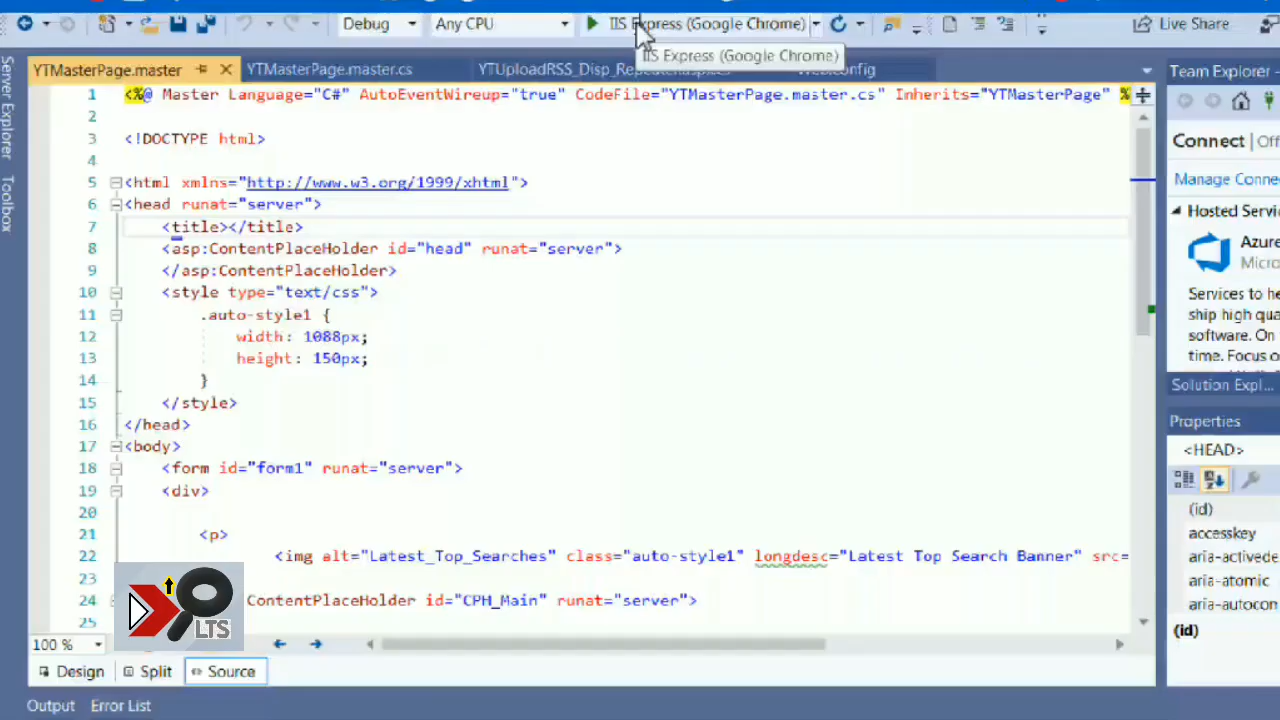 Debug Any CPU IIS Express (Google Chrome) Live Share
IIS Express (Google Chrome)
YTMasterPage.master YTMasterPage.master.cs
Server Explorer
Toolbox
1 <%@ Master Language="C#" AutoEventWireup="true" CodeFile="YTMasterPage.master.cs" Inherits="YTMasterPage" %
2
3 <!DOCTYPE html>
4
5 <html xmlns="http://www.w3.org/1999/xhtml">
6 <head runat="server">
7 <title></title>
8 <asp:ContentPlaceHolder id="head" runat="server">
9 </asp:ContentPlaceHolder>
10 <style type="text/css">
11 .auto-style1 {
12 width: 1088px;
13 height: 150px;
14 }
15 </style>
16 </head>
17 <body>
18 <form id="form1" runat="server">
19 <div>
20
21 <p>
22 <img alt="Latest_Top_Searches" class="auto-style1" longdesc="Latest Top Search Banner" src=
23
24 ContentPlaceHolder id="CPH_Main" runat="server">
25
LTS
100 %
Design Split Source
Output Error List
Team Explorer -
Connect | Off
Manage Conne
Hosted Servi
Azure
Micro
Services to he
ship high qua
software. On
time. Focus o
Solution Expl...
Properties
<HEAD>
(id)
accesskey
aria-activede
aria-atomic
aria-autocon
(id)